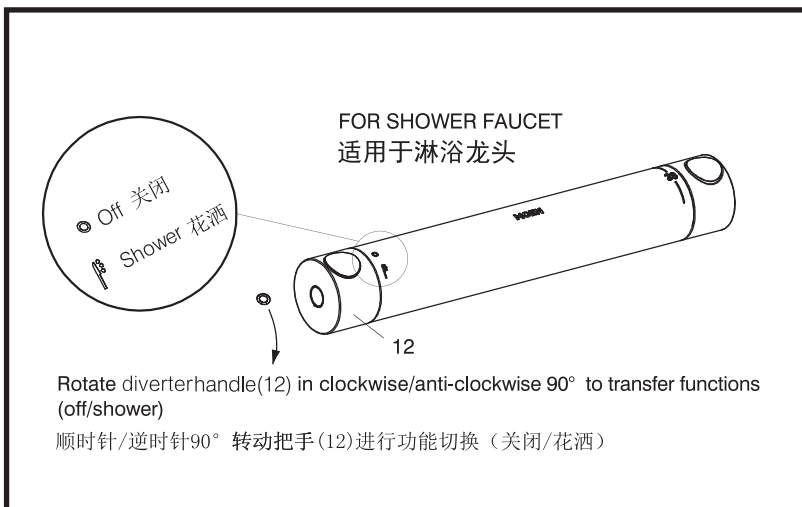 FOR SHOWER FAUCET
适用于淋浴龙头
Off 关闭
Shower 花洒
MOEN
12
Rotate diverterhandle(12) in clockwise/anti-clockwise 90° to transfer functions
(off/shower)
顺时针/逆时针90° 转动把手(12)进行功能切换（关闭/花洒）